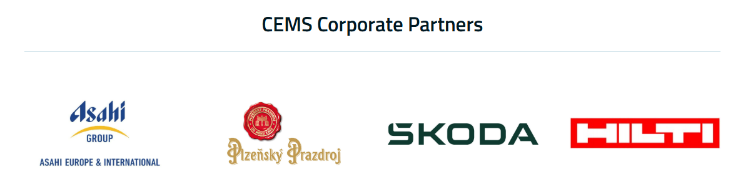 CEMS Corporate Partners
Asahi
GROUP
ASAHI EUROPE & INTERNATIONAL
Plzeňský Prazdroj
ŠKODA
HILTI